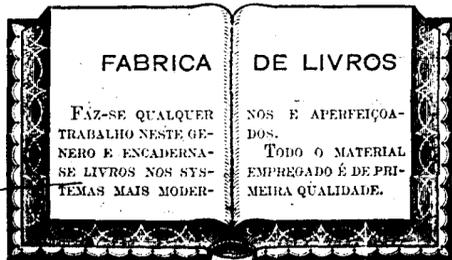 FABRICA
FAZ-SE QUALQUER
TRABALHO NESTE GE-
NERO E ENCADERNA-
SE LIVROS NOS SYS-
TEMAS MAIS MODER-
DE LIVROS
NOS E APERFEIÇOA-
DOS.
TODO O MATERIAL
EMPREGADO É DE PRI-
MEIRA QUALIDADE.